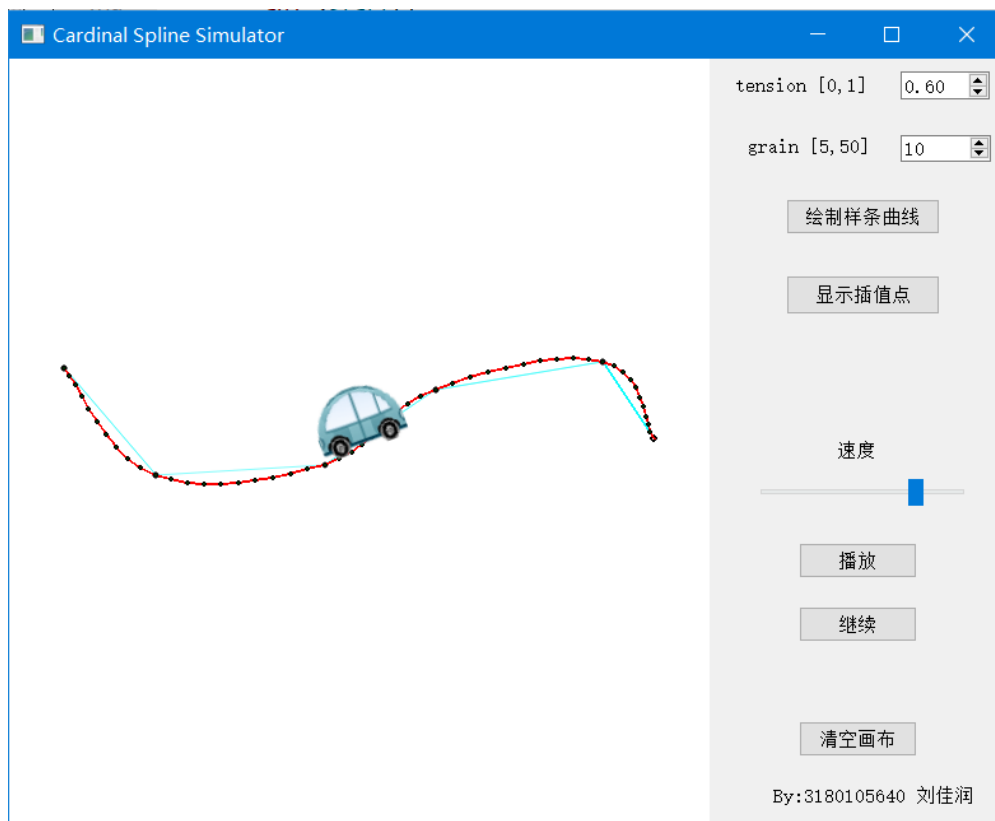 Cardinal Spline Simulator
tension [0,1] 0.60
grain [5,50] 10
绘制样条曲线
显示插值点
速度
播放
继续
清空画布
By:3180105640 刘佳润